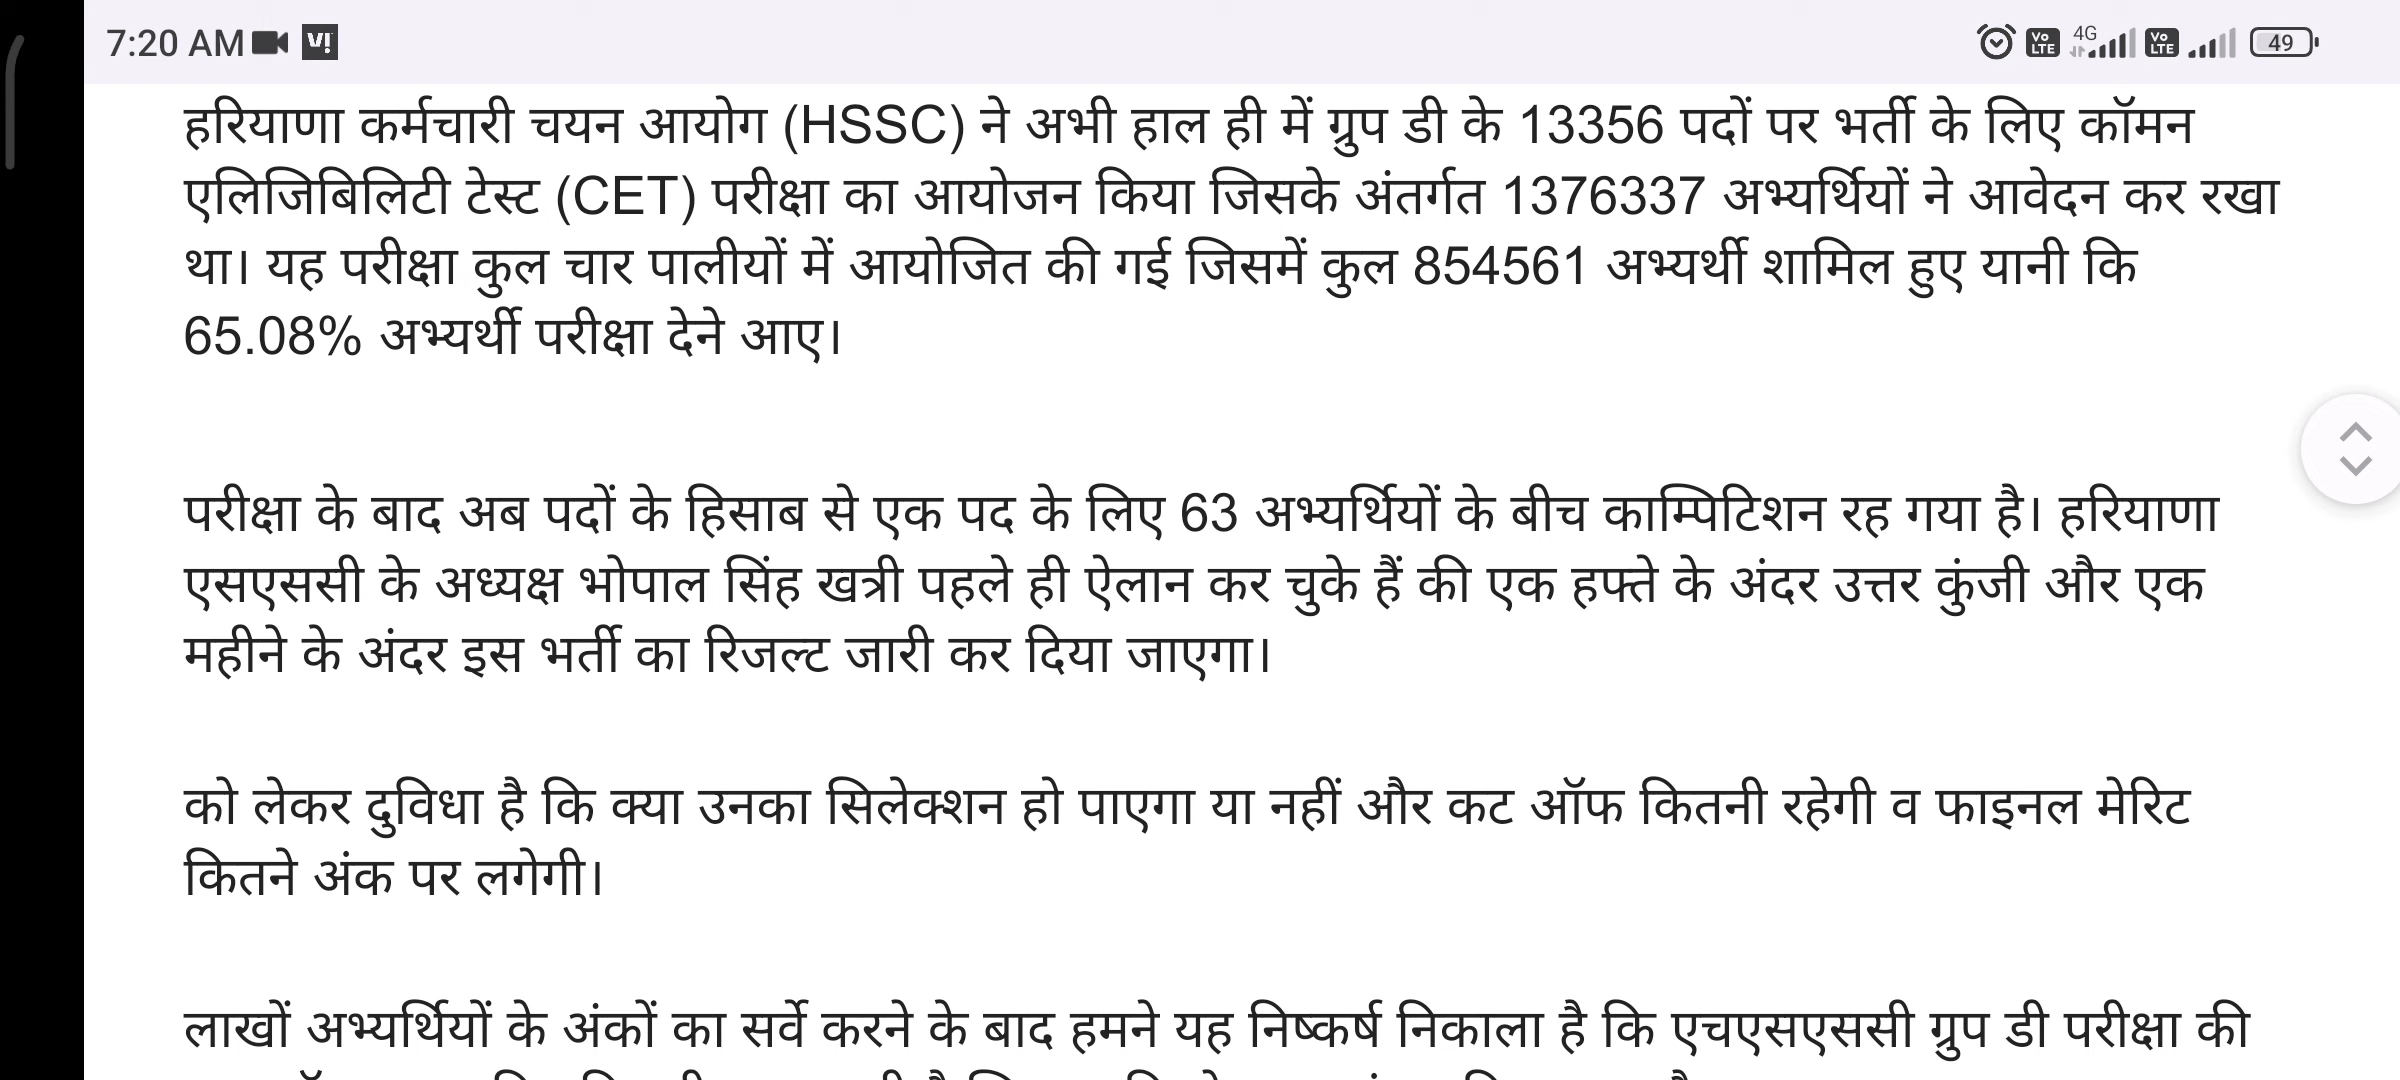 7:20 AM V! Vo LTE 4G Vo LTE 49
हरियाणा कर्मचारी चयन आयोग (HSSC) ने अभी हाल ही में ग्रुप डी के 13356 पदों पर भर्ती के लिए कॉमन
एलिजिबिलिटी टेस्ट (CET) परीक्षा का आयोजन किया जिसके अंतर्गत 1376337 अभ्यर्थियों ने आवेदन कर रखा
था। यह परीक्षा कुल चार पालीयों में आयोजित की गई जिसमें कुल 854561 अभ्यर्थी शामिल हुए यानी कि
65.08% अभ्यर्थी परीक्षा देने आए।
परीक्षा के बाद अब पदों के हिसाब से एक पद के लिए 63 अभ्यर्थियों के बीच काम्पिटिशन रह गया है। हरियाणा
एसएससी के अध्यक्ष भोपाल सिंह खत्री पहले ही ऐलान कर चुके हैं की एक हफ्ते के अंदर उत्तर कुंजी और एक
महीने के अंदर इस भर्ती का रिजल्ट जारी कर दिया जाएगा।
को लेकर दुविधा है कि क्या उनका सिलेक्शन हो पाएगा या नहीं और कट ऑफ कितनी रहेगी व फाइनल मेरिट
कितने अंक पर लगेगी।
लाखों अभ्यर्थियों के अंकों का सर्वे करने के बाद हमने यह निष्कर्ष निकाला है कि एचएसएससी ग्रुप डी परीक्षा की